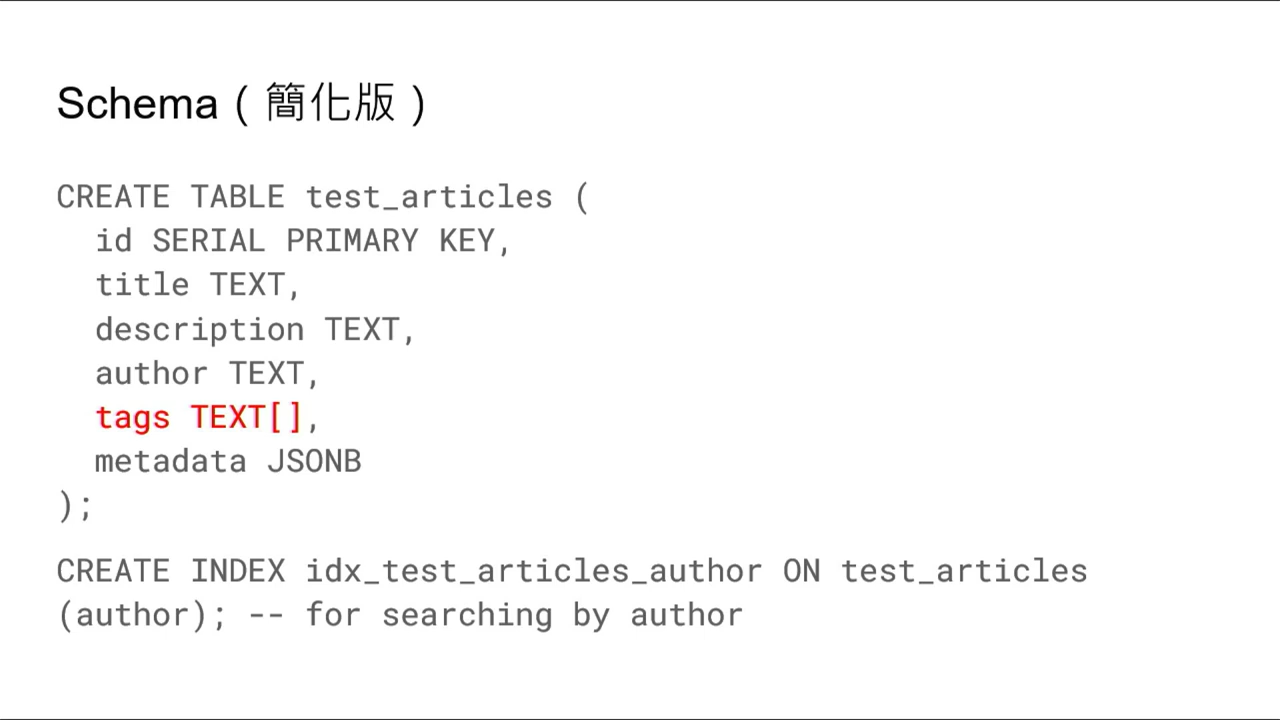 Schema（簡化版）
CREATE TABLE test_articles (
  id SERIAL PRIMARY KEY,
  title TEXT,
  description TEXT,
  author TEXT,
  tags TEXT[],
  metadata JSONB
);
CREATE INDEX idx_test_articles_author ON test_articles
(author); -- for searching by author